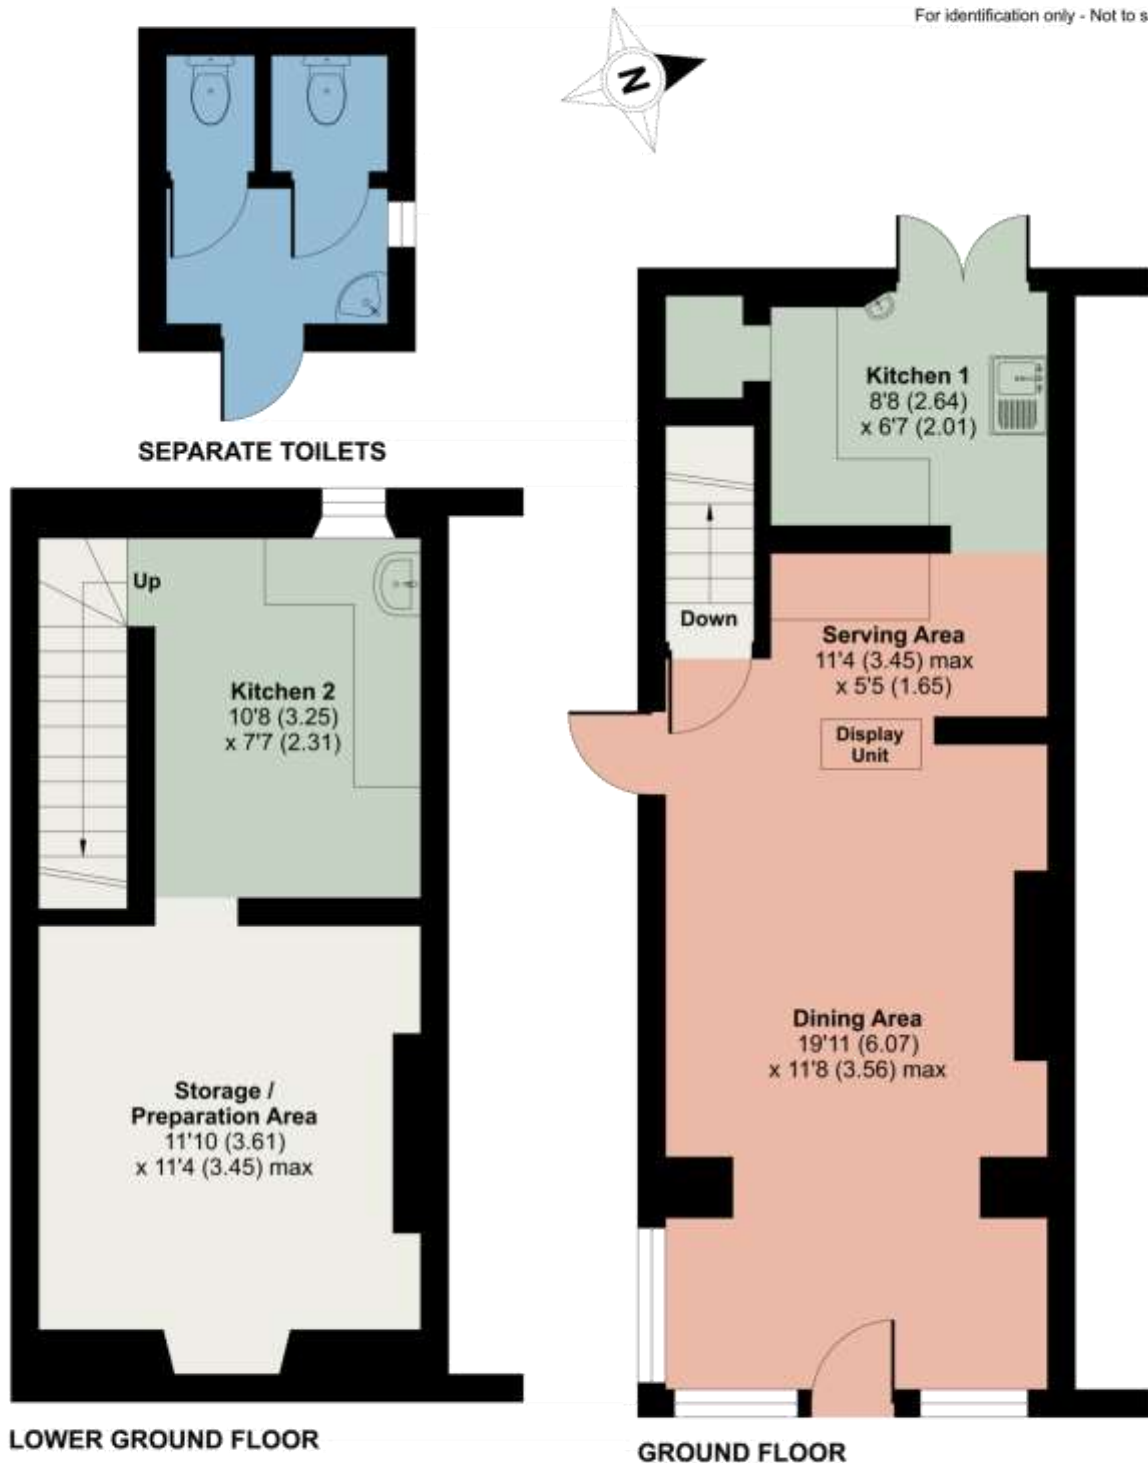 For identification only - Not to s
N
SEPARATE TOILETS
Kitchen 1
8'8 (2.64)
x 6'7 (2.01)
Up
Down
Serving Area
11'4 (3.45) max
x 5'5 (1.65)
Kitchen 2
10'8 (3.25)
x 7'7 (2.31)
Display
Unit
Dining Area
19'11 (6.07)
x 11'8 (3.56) max
Storage /
Preparation Area
11'10 (3.61)
x 11'4 (3.45) max
LOWER GROUND FLOOR
GROUND FLOOR